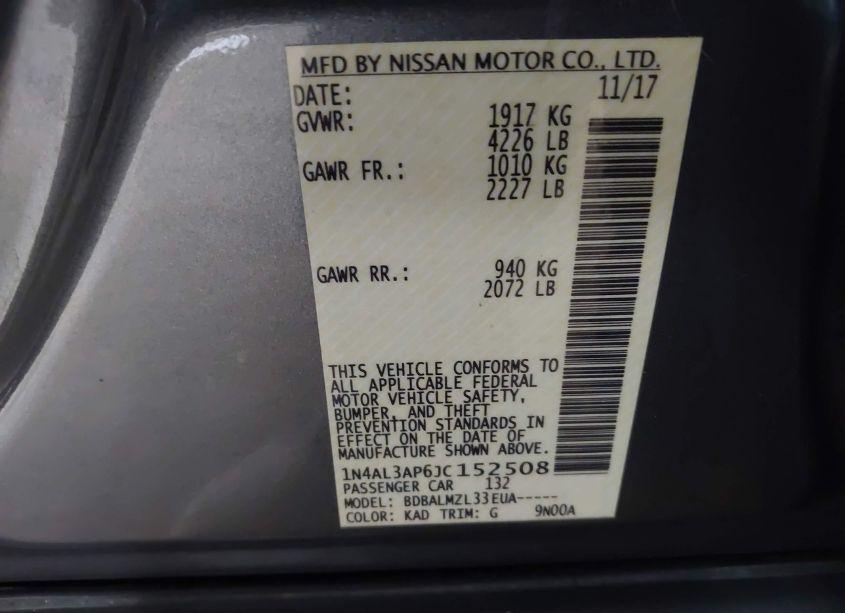 MFD BY NISSAN MOTOR CO., LTD.
DATE: 11/17
GVWR: 1917 KG
4226 LB
GAWR FR.: 1010 KG
2227 LB
GAWR RR.: 940 KG
2072 LB
THIS VEHICLE CONFORMS TO
ALL APPLICABLE FEDERAL
MOTOR VEHICLE SAFETY,
BUMPER, AND THEFT
PREVENTION STANDARDS IN
EFFECT ON THE DATE OF
MANUFACTURE SHOWN ABOVE.
1N4AL3AP6JC152508
PASSENGER CAR 132
MODEL: BDBALMZL33EUA-----
COLOR: KAD TRIM: G 9N00A